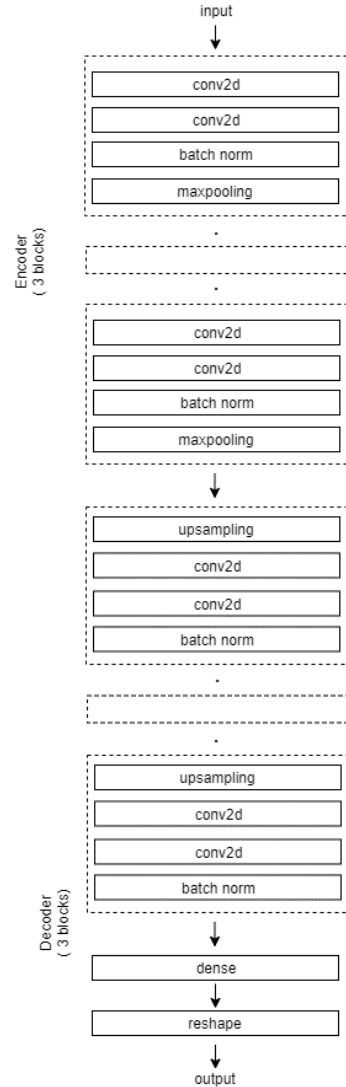 input
conv2d
conv2d
batch norm
maxpooling
.
Encoder
( 3 blocks)
.
conv2d
conv2d
batch norm
maxpooling
upsampling
conv2d
conv2d
batch norm
.
.
upsampling
conv2d
conv2d
batch norm
Decoder
( 3 blocks)
dense
reshape
output